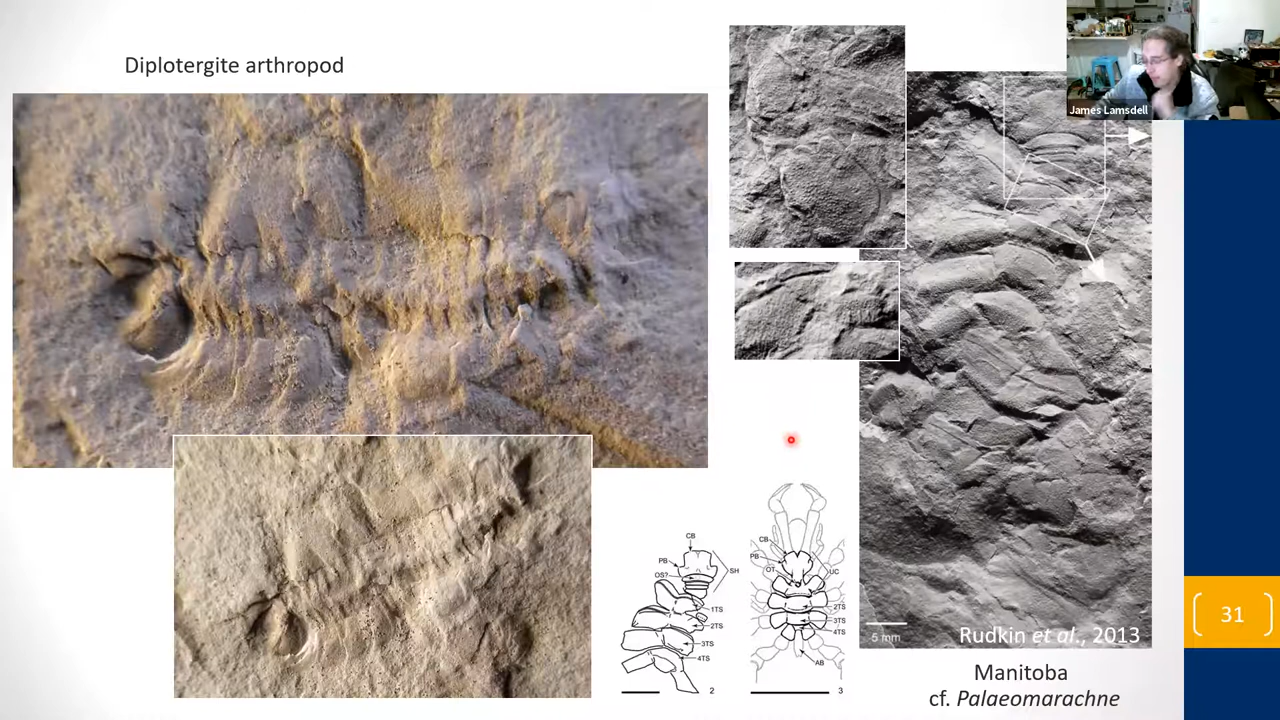 Diplotergite arthropod
James Lamsdell
CB
PB
OS?
SH
1TS
2TS
3TS
4TS
2
CB
PB
OT
UC
2TS
3TS
4TS
AB
3
5 mm
Rudkin et al., 2013
Manitoba
cf. Palaeomarachne
31